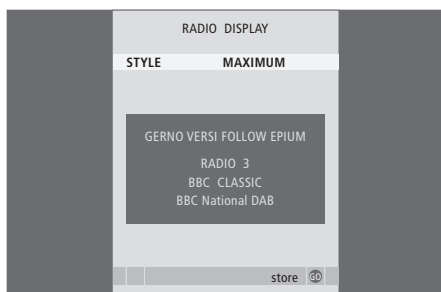 RADIO DISPLAY
STYLE MAXIMUM
GERNO VERSI FOLLOW EPIUM
RADIO 3
BBC CLASSIC
BBC National DAB
store GO